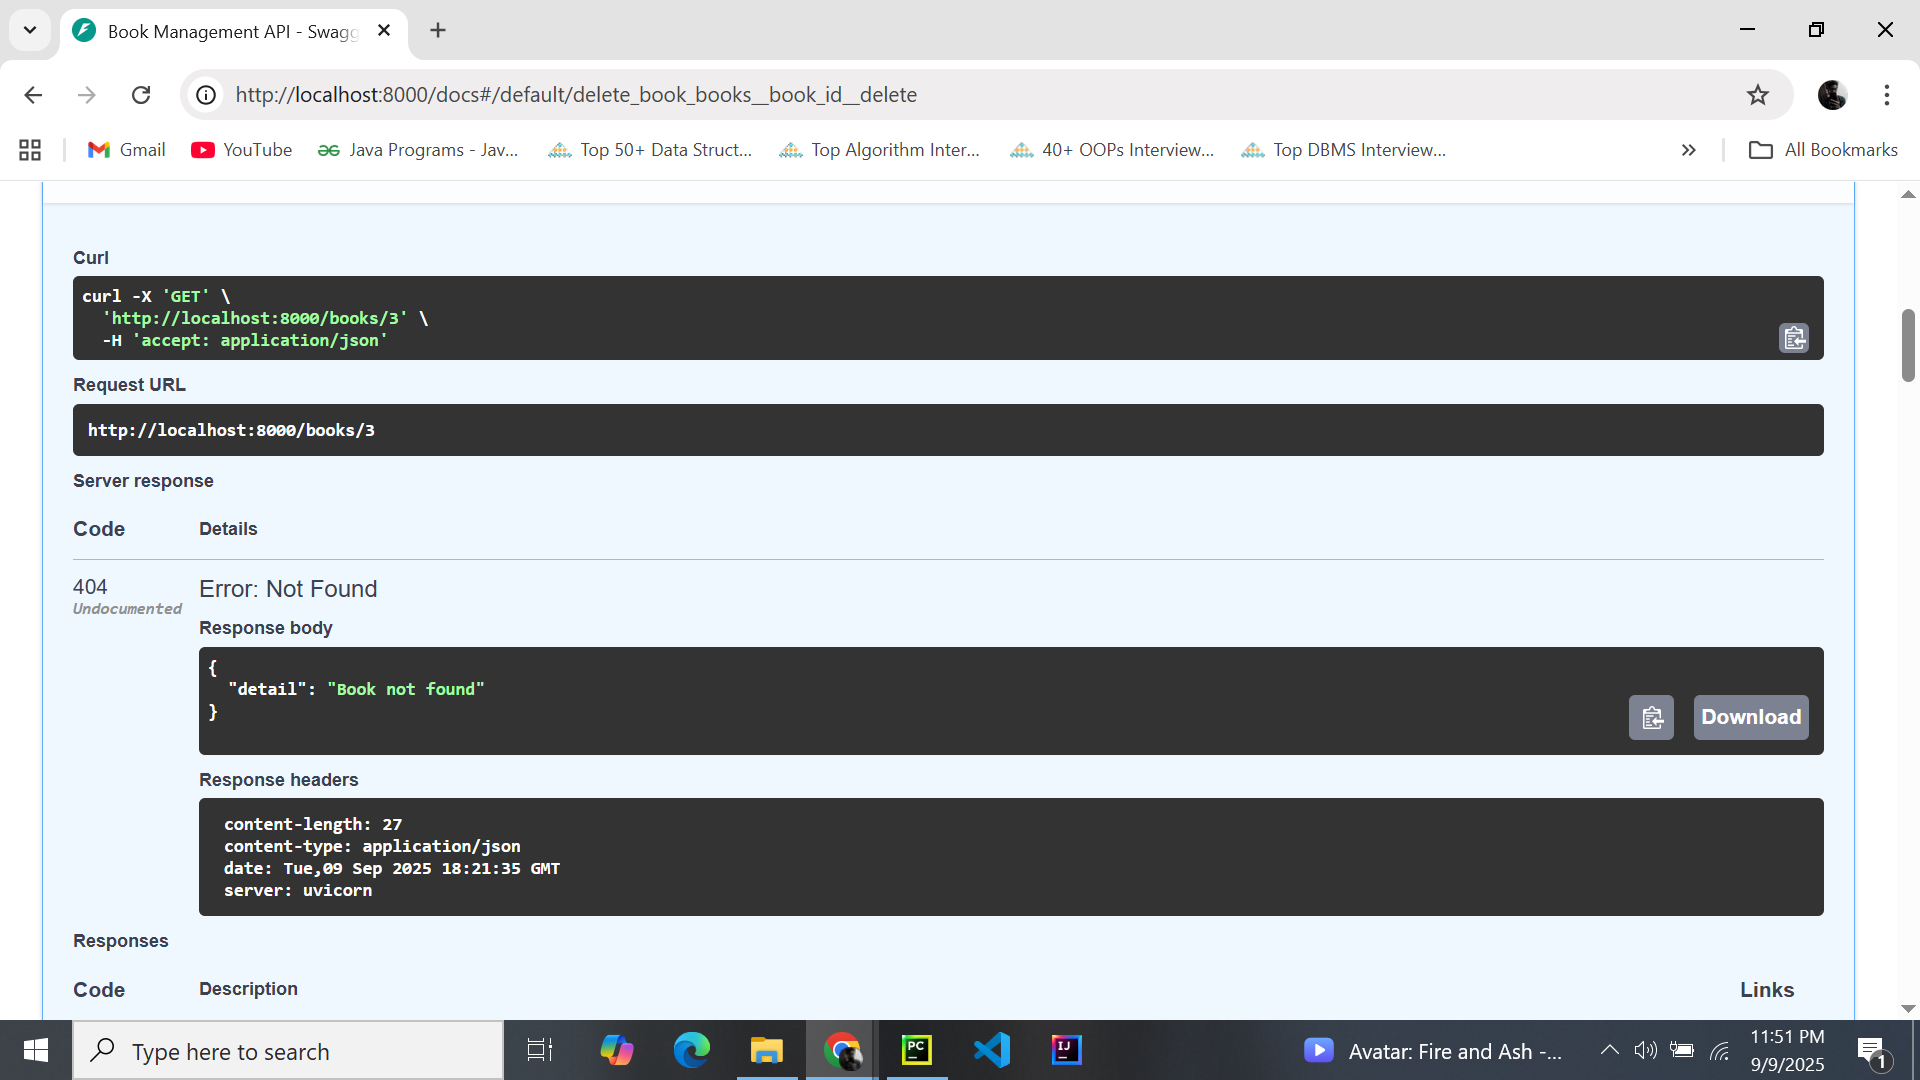 Book Management API - Swagg
http://localhost:8000/docs#/default/delete_book_books__book_id__delete
Gmail
YouTube
Java Programs - Jav...
Top 50+ Data Struct...
Top Algorithm Inter...
40+ OOPs Interview...
Top DBMS Interview...
All Bookmarks
Curl
curl -X 'GET' \
'http://localhost:8000/books/3' \
-H 'accept: application/json'
Request URL
http://localhost:8000/books/3
Server response
Code Details
404 Error: Not Found
Undocumented
Response body
{
"detail": "Book not found"
}
Download
Response headers
content-length: 27
content-type: application/json
date: Tue,09 Sep 2025 18:21:35 GMT
server: uvicorn
Responses
Code Description Links
Type here to search
PC
IJ
Avatar: Fire and Ash -...
11:51 PM
9/9/2025
1